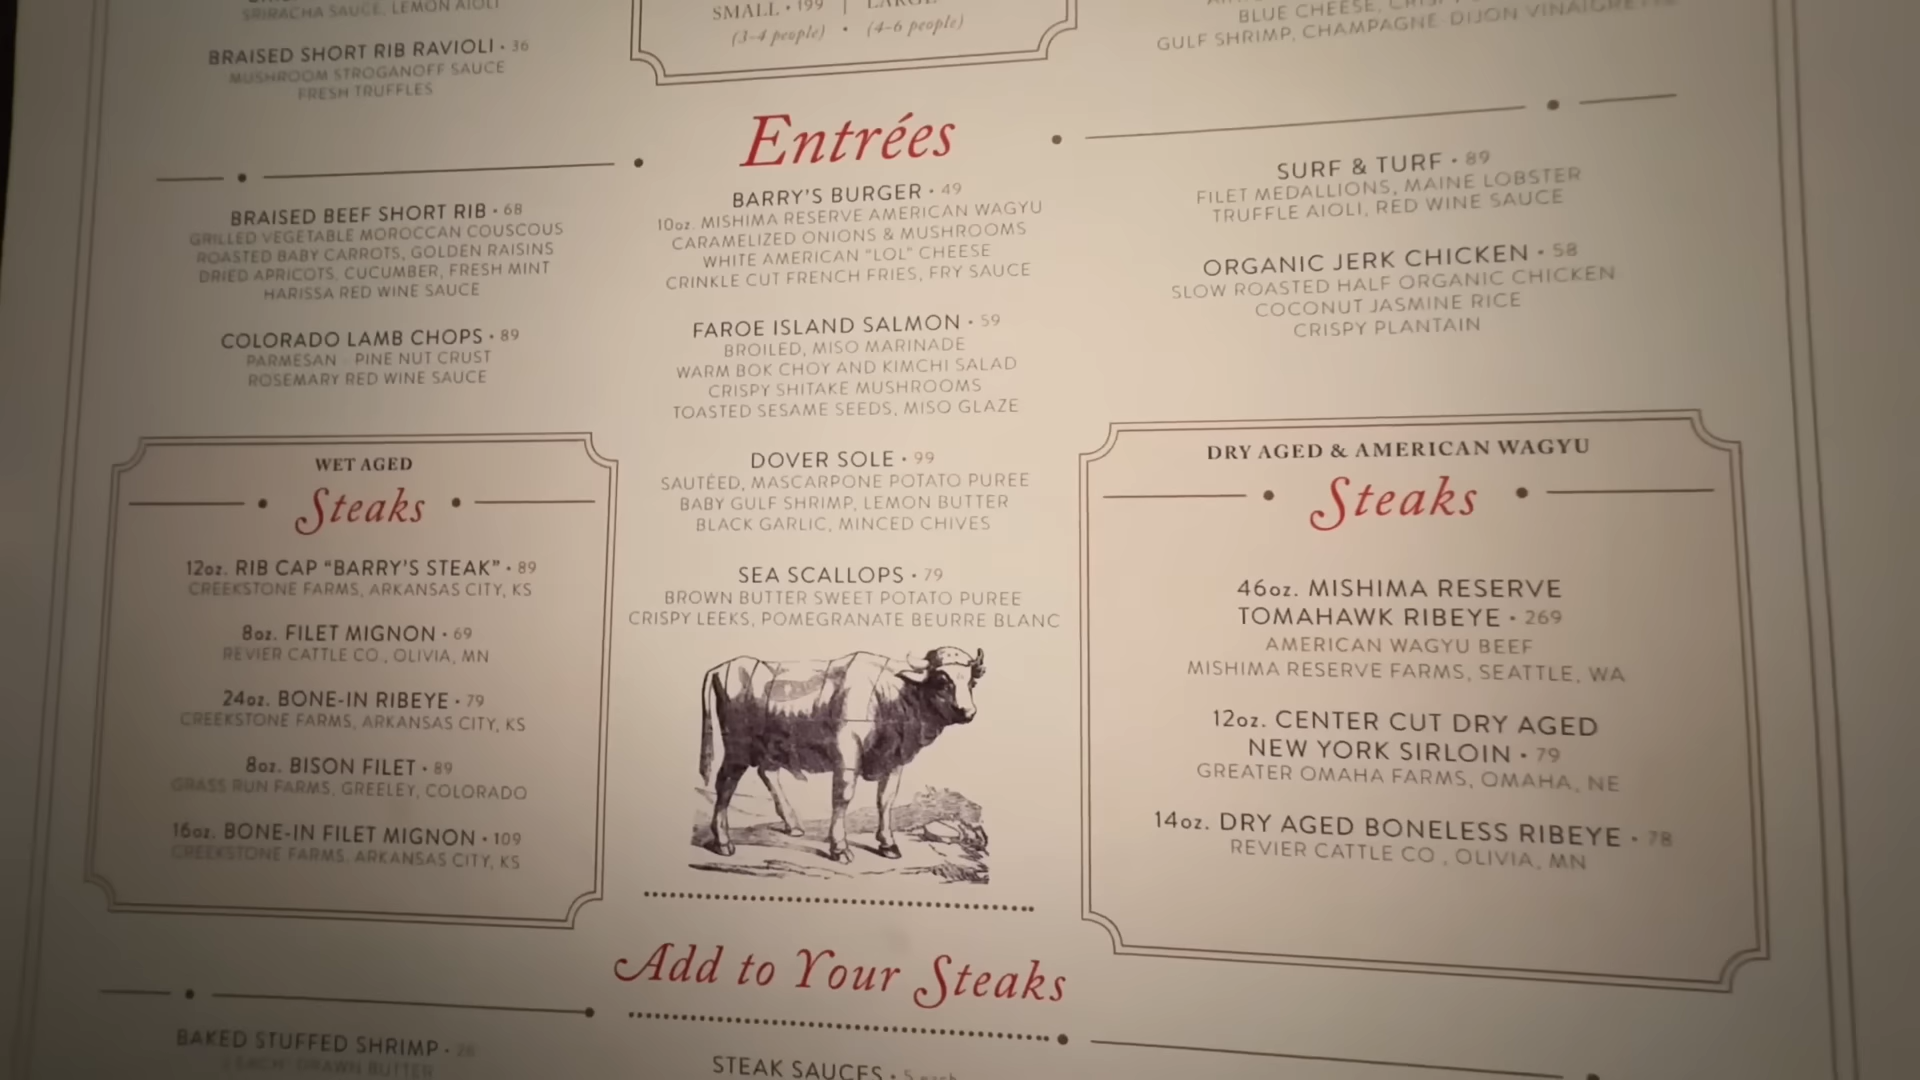 SRIRACHA SAUCE, LEMON AIOLI
BRAISED SHORT RIB RAVIOLI • 36
MUSHROOM STROGANOFF SAUCE
FRESH TRUFFLES
SMALL • 199 |
(3-4 people) • (4-6 people)
BLUE CHEESE,
GULF SHRIMP, CHAMPAGNE-DIJON VINAIGRETTE
Entrées
BRAISED BEEF SHORT RIB • 68
GRILLED VEGETABLE MOROCCAN COUSCOUS
ROASTED BABY CARROTS, GOLDEN RAISINS
DRIED APRICOTS, CUCUMBER, FRESH MINT
HARISSA RED WINE SAUCE
COLORADO LAMB CHOPS • 89
PARMESAN - PINE NUT CRUST
ROSEMARY RED WINE SAUCE
BARRY'S BURGER • 49
10oz. MISHIMA RESERVE AMERICAN WAGYU
CARAMELIZED ONIONS & MUSHROOMS
WHITE AMERICAN "LOL" CHEESE
CRINKLE CUT FRENCH FRIES, FRY SAUCE
FAROE ISLAND SALMON • 59
BROILED, MISO MARINADE
WARM BOK CHOY AND KIMCHI SALAD
CRISPY SHITAKE MUSHROOMS
TOASTED SESAME SEEDS, MISO GLAZE
DOVER SOLE • 99
SAUTÉED, MASCARPONE POTATO PUREE
BABY GULF SHRIMP, LEMON BUTTER
BLACK GARLIC, MINCED CHIVES
SEA SCALLOPS • 79
BROWN BUTTER SWEET POTATO PUREE
CRISPY LEEKS, POMEGRANATE BEURRE BLANC
SURF & TURF • 89
FILET MEDALLIONS, MAINE LOBSTER
TRUFFLE AIOLI, RED WINE SAUCE
ORGANIC JERK CHICKEN • 58
SLOW ROASTED HALF ORGANIC CHICKEN
COCONUT JASMINE RICE
CRISPY PLANTAIN
WET AGED
Steaks
12oz. RIB CAP "BARRY'S STEAK" • 89
CREEKSTONE FARMS, ARKANSAS CITY, KS
8oz. FILET MIGNON • 69
REVIER CATTLE CO., OLIVIA, MN
24oz. BONE-IN RIBEYE • 79
CREEKSTONE FARMS, ARKANSAS CITY, KS
8oz. BISON FILET • 89
GRASS RUN FARMS, GREELEY, COLORADO
16oz. BONE-IN FILET MIGNON • 109
CREEKSTONE FARMS, ARKANSAS CITY, KS
DRY AGED & AMERICAN WAGYU
Steaks
46oz. MISHIMA RESERVE
TOMAHAWK RIBEYE • 269
AMERICAN WAGYU BEEF
MISHIMA RESERVE FARMS, SEATTLE, WA
12oz. CENTER CUT DRY AGED
NEW YORK SIRLOIN • 79
GREATER OMAHA FARMS, OMAHA, NE
14oz. DRY AGED BONELESS RIBEYE • 78
REVIER CATTLE CO., OLIVIA, MN
Add to Your Steaks
BAKED STUFFED SHRIMP •
EACH, DRAWN BUTTER
STEAK SAUCES • 5 each